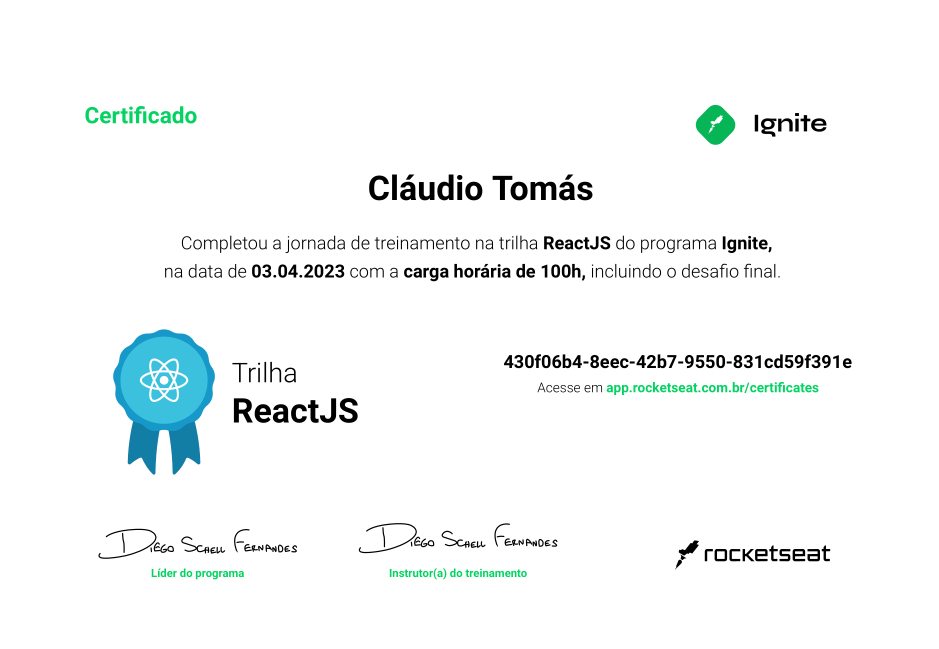 Certificado
Ignite
Cláudio Tomás
Completou a jornada de treinamento na trilha ReactJS do programa Ignite,
na data de 03.04.2023 com a carga horária de 100h, incluindo o desafio final.
Trilha
ReactJS
430f06b4-8eec-42b7-9550-831cd59f391e
Acesse em app.rocketseat.com.br/certificates
Diego Schell Fernandes
Líder do programa
Diego Schell Fernandes
Instrutor(a) do treinamento
rocketseat